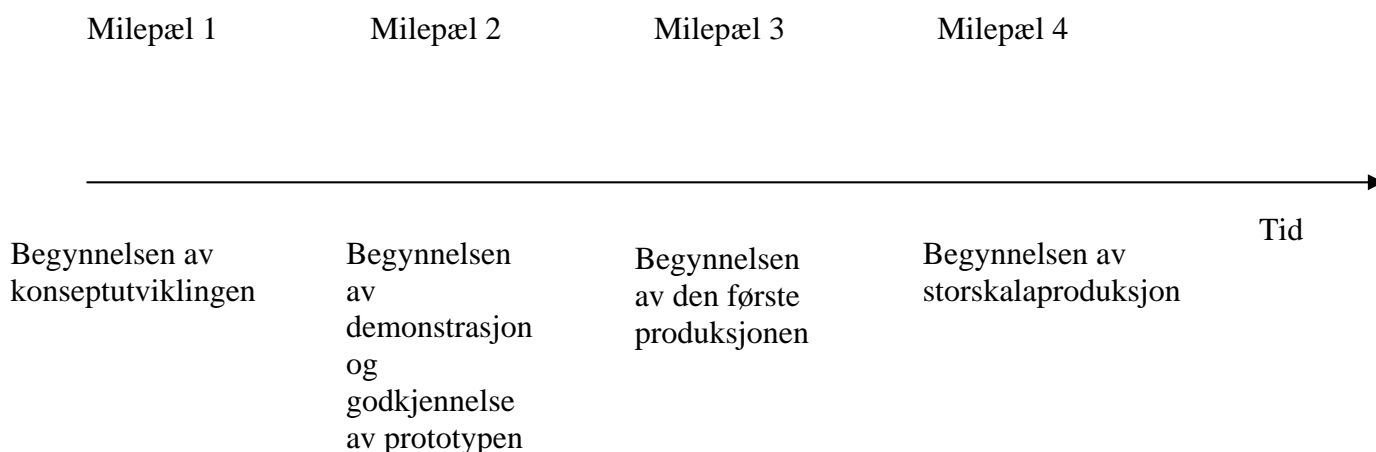 Milepæl 1 Milepæl 2 Milepæl 3 Milepæl 4
Tid
Begynnelsen av
konseptutviklingen
Begynnelsen
av
demonstrasjon
og
godkjennelse
av prototypen
Begynnelsen
av den første
produksjonen
Begynnelsen av
storskalaproduksjon